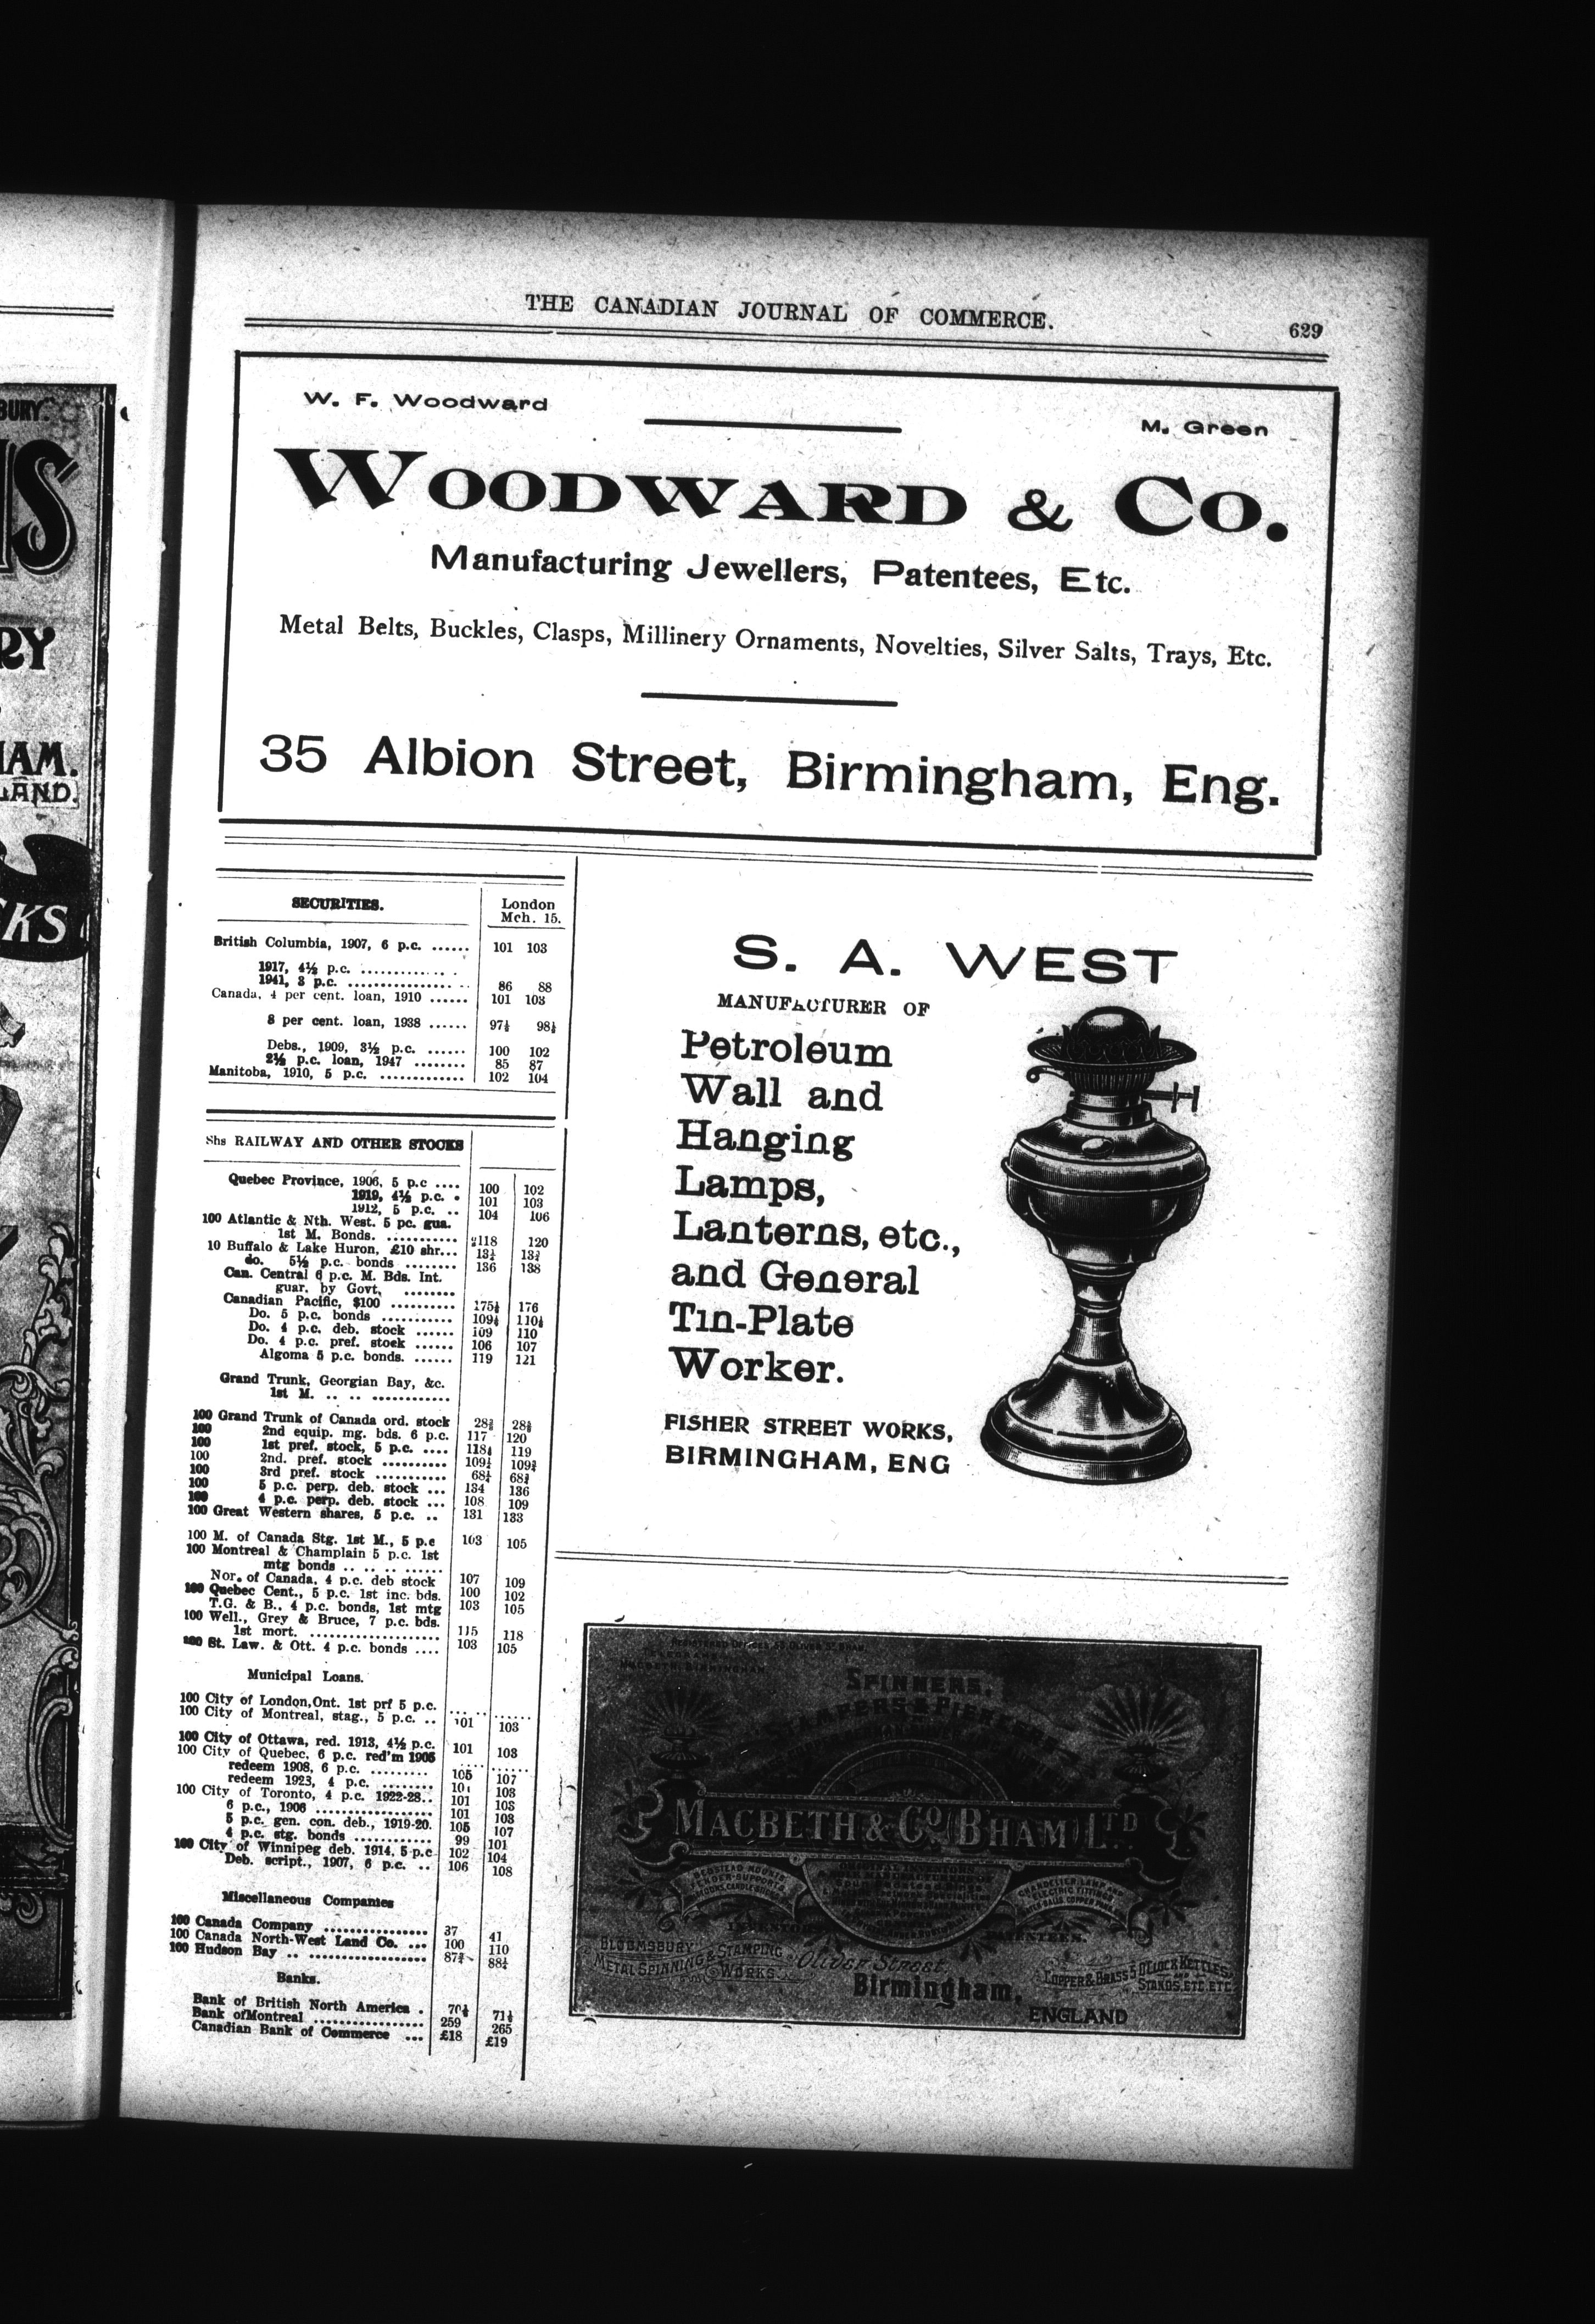 THE CANADIAN JOURNAL OF COMMERCE.
629
W. F. Woodward
M. Green
WOODWARD & CO.
Manufacturing Jewellers, Patentees, Etc.
Metal Belts, Buckles, Clasps, Millinery Ornaments, Novelties, Silver Salts, Trays, Etc.
35 Albion Street, Birmingham, Eng.
SECURITIES. London
Mch. 15.
British Columbia, 1907, 6 p.c. ...... 101 103
1917, 4½ p.c. ..............
1941, 3 p.c. .................. 86 88
Canada, 4 per cent. loan, 1910 ...... 101 103
3 per cent. loan, 1938 ...... 97½ 98½
Debs., 1909, 3½ p.c. ...... 100 102
2½ p.c. loan, 1947 ........ 85 87
Manitoba, 1910, 5 p.c. ............. 102 104
Shs RAILWAY AND OTHER STOCKS
Quebec Province, 1906, 5 p.c .... 100 102
1919, 4½ p.c. . 101 103
1912, 5 p.c. .. 104 106
100 Atlantic & Nth. West. 5 pc. gua.
1st M. Bonds. ........... 118 120
10 Buffalo & Lake Huron, £10 shr... 13½ 13¾
do. 5½ p.c. bonds ........ 136 138
Can. Central 6 p.c. M. Bds. Int.
guar. by Govt. ........
Canadian Pacific, $100 .......... 175½ 176
Do. 5 p.c. bonds ........... 109½ 110½
Do. 4 p.c. deb. stock ...... 109 110
Do. 4 p.c. pref. stock ...... 106 107
Algoma 5 p.c. bonds. ...... 119 121
Grand Trunk, Georgian Bay, &c.
1st M. .. .. ............
100 Grand Trunk of Canada ord. stock
100 2nd equip. mg. bds. 6 p.c. 117 120
100 1st pref. stock, 5 p.c. .... 119
100 2nd. pref. stock ..........
100 3rd pref. stock ...........
100 5 p.c. perp. deb. stock ... 134 136
100 4 p.c. perp. deb. stock ... 108 109
100 Great Western shares, 5 p.c. .. 131 133
100 M. of Canada Stg. 1st M., 5 p.c 103 105
100 Montreal & Champlain 5 p.c. 1st
mtg bonds .. .. .. ......
Nor. of Canada, 4 p.c. deb stock 107 109
100 Quebec Cent., 5 p.c. 1st inc. bds. 100 102
T.G. & B., 4 p.c. bonds, 1st mtg 103 105
100 Well., Grey & Bruce, 7 p.c. bds.
1st mort. .................... 115 118
100 St. Law. & Ott. 4 p.c. bonds .... 103 105
Municipal Loans.
100 City of London, Ont. 1st prf 5 p.c. ...... ......
100 City of Montreal, stag., 5 p.c. .. 101 103
100 City of Ottawa, red. 1913, 4½ p.c. 101 103
100 City of Quebec, 6 p.c. red'm 1905 ...... ......
redeem 1908, 6 p.c. ......... 105 107
redeem 1923, 4 p.c. ........ 101 103
100 City of Toronto, 4 p.c. 1922-28.. 101 103
6 p.c., 1906 .................. 101 103
5 p.c. gen. con. deb., 1919-20. 105 107
4 p.c. stg. bonds ............ 99 101
100 City of Winnipeg deb. 1914, 5 p.c 102 104
Deb. script., 1907, 6 p.c. .. 106 108
Miscellaneous Companies
100 Canada Company ................ 37 41
100 Canada North-West Land Co. .... 100 110
100 Hudson Bay .. ..................
Banks.
Bank of British North America . 70½ 71½
Bank ofMontreal ................. 259 265
Canadian Bank of Commerce ... £18 £19
S. A. WEST
MANUFACTURER OF
Petroleum
Wall and
Hanging
Lamps,
Lanterns, etc.,
and General
Tin-Plate
Worker.
FISHER STREET WORKS,
BIRMINGHAM, ENG
SPINNERS,
STAMPERS & PIERCERS
MACBETH & CO. (BHAM) LTD
BLOOMSBURY STAMPING
& METAL SPINNING WORKS
Oliver Street,
Birmingham,
ENGLAND
COPPER & BRASS 5 O'CLOCK KETTLES,
AND STANDS, ETC. ETC.
BURY.
IS
RY
HAM.
LAND.
CKS